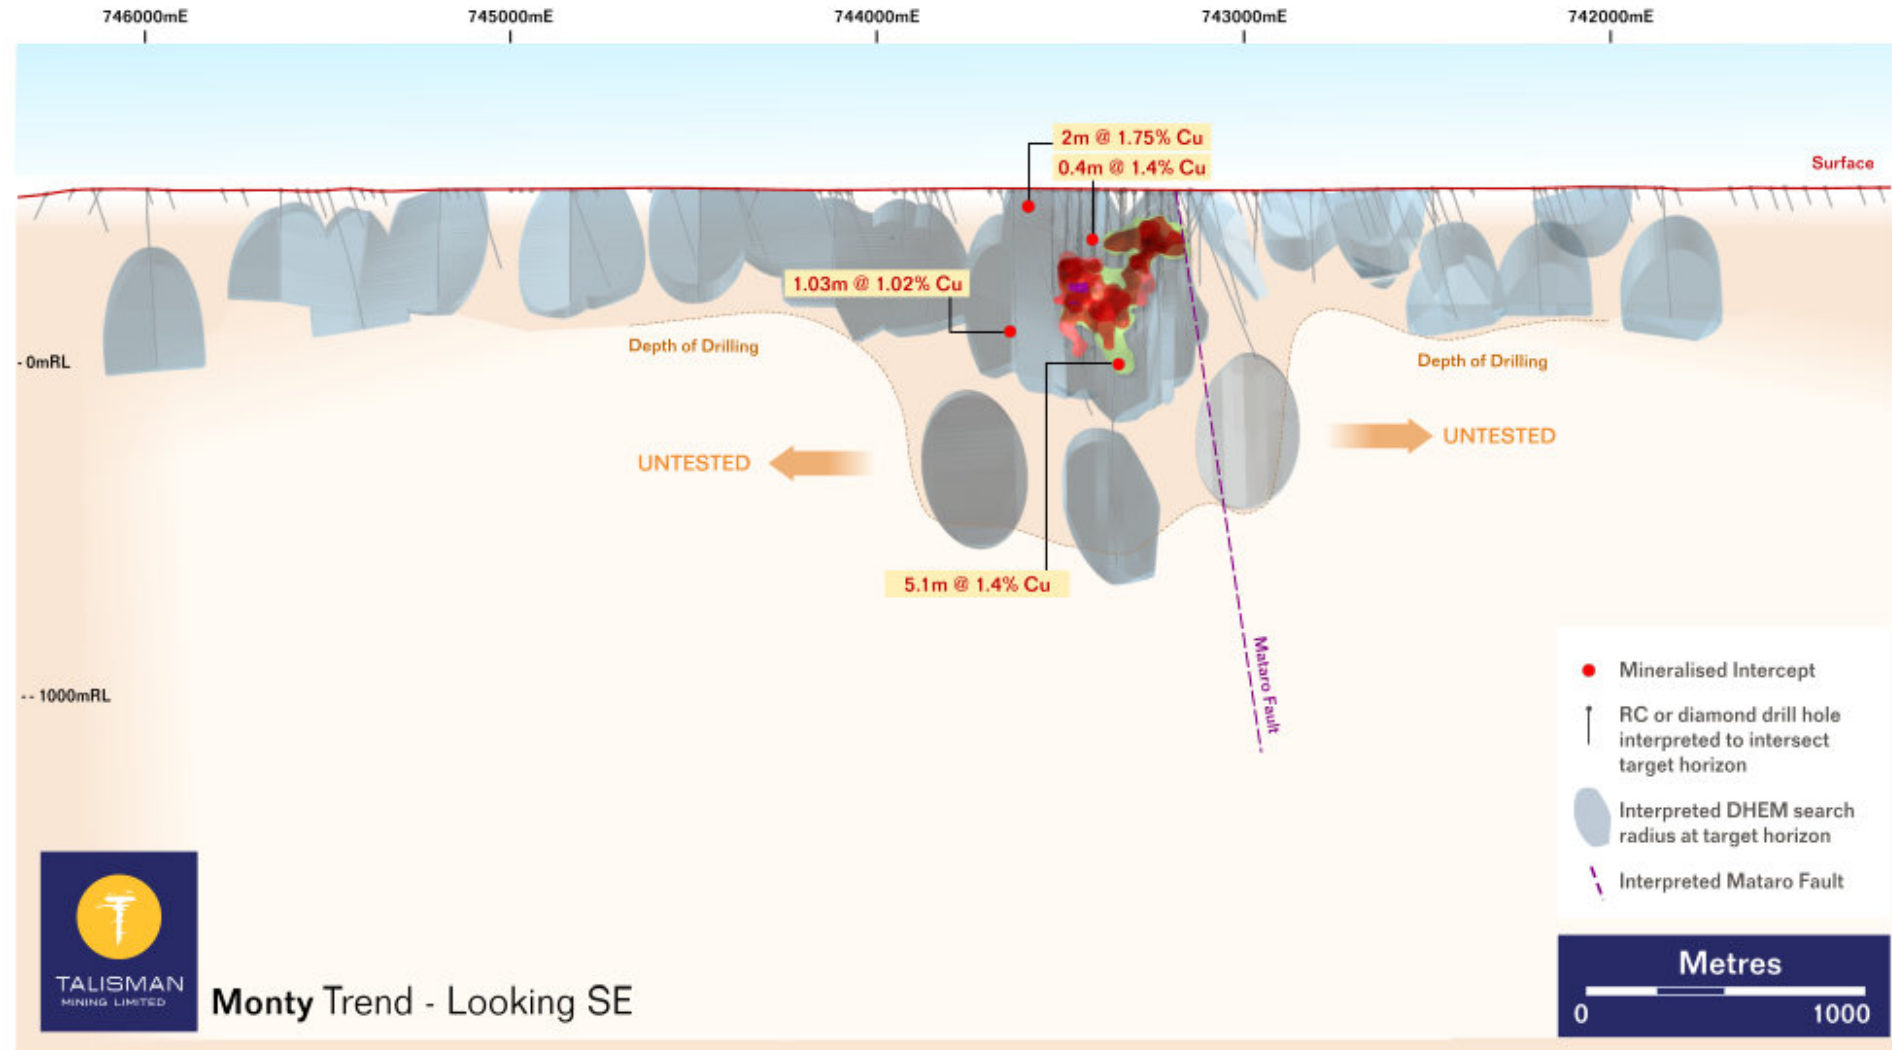 746000mE
745000mE
744000mE
743000mE
742000mE
2m @ 1.75% Cu
0.4m @ 1.4% Cu
Surface
1.03m @ 1.02% Cu
Depth of Drilling
Depth of Drilling
- 0mRL
UNTESTED
UNTESTED
5.1m @ 1.4% Cu
Mataro Fault
- - 1000mRL
Mineralised Intercept
RC or diamond drill hole
interpreted to intersect
target horizon
Interpreted DHEM search
radius at target horizon
Interpreted Mataro Fault
TALISMAN
MINING LIMITED
Monty Trend - Looking SE
Metres
0
1000